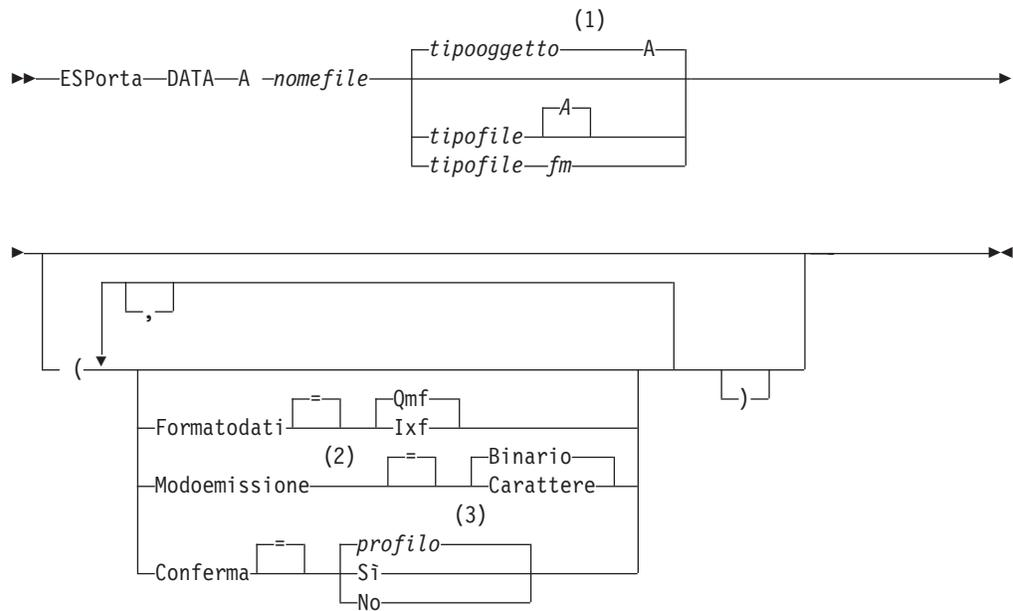 (1)
tipooggetto A
ESPorta DATA A nomefile
A
tipofile
tipofile fm
,
(
)
= Qmf
Formatodati Ixf
(2)
= Binario
Modoemissione Carattere
(3)
= profilo
Conferma Sì
No